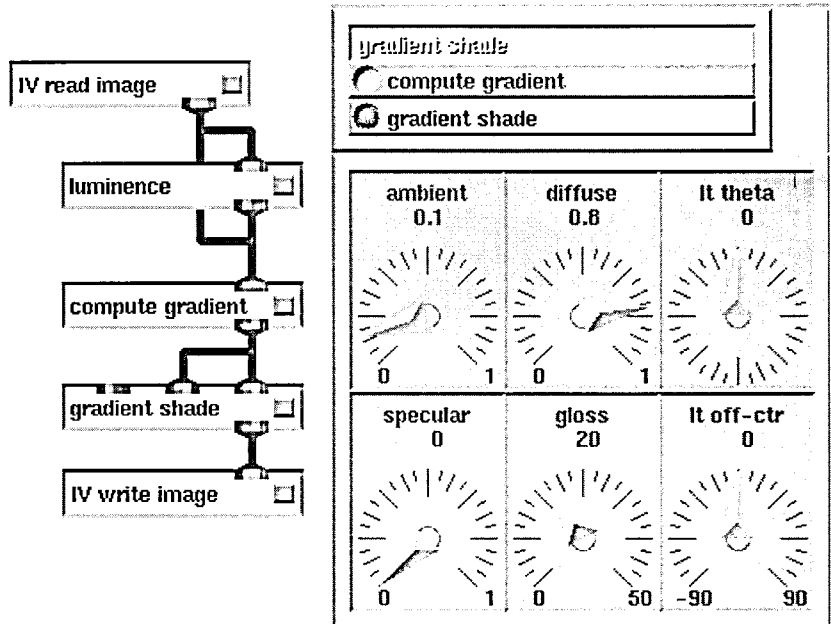 IV read image
luminence
compute gradient
gradient shade
IV write image
gradient shade
compute gradient
gradient shade
ambient
0.1
0 1
diffuse
0.8
0 1
lt theta
0
specular
0
0 1
gloss
20
0 50
lt off-ctr
0
-90 90